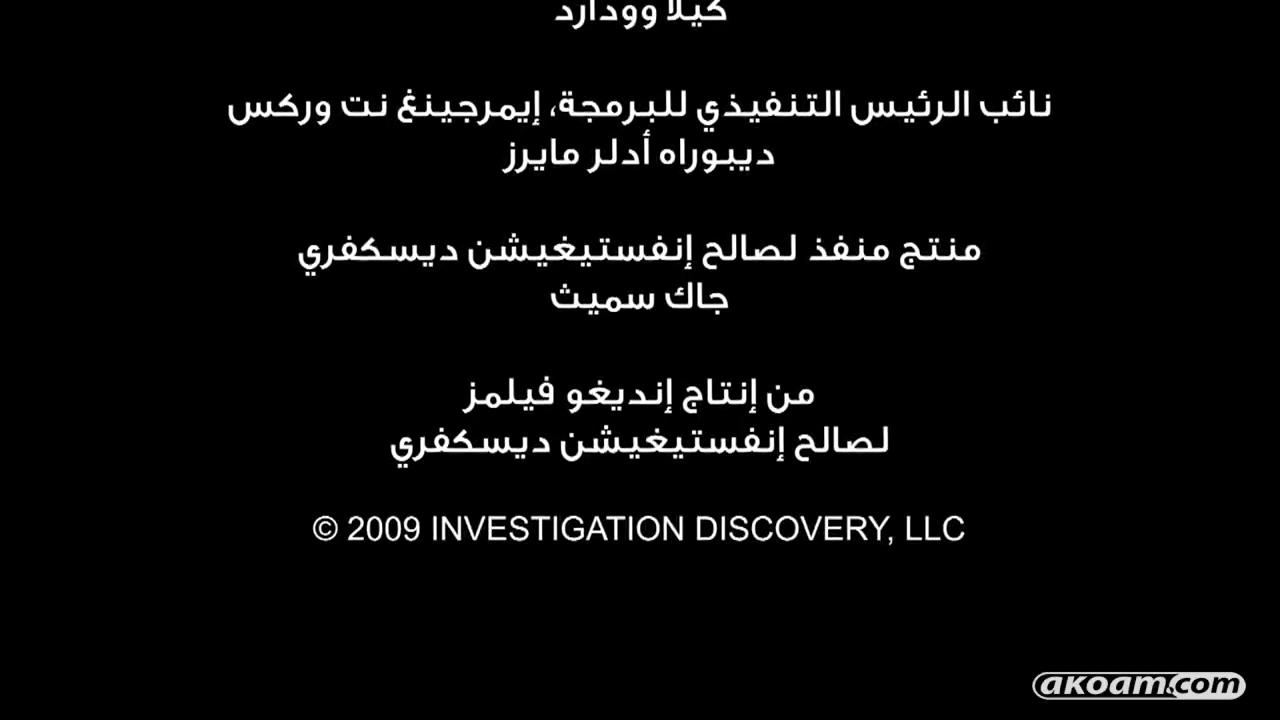 كيلا وودارد
نائب الرئيس التنفيذي للبرمجة، إيمرجينغ نت وركس
ديبوراه أدلر مايرز
منتج منفذ لصالح إنفستيغيشن ديسكفري
جاك سميث
من إنتاج إنديغو فيلمز
لصالح إنفستيغيشن ديسكفري
© 2009 INVESTIGATION DISCOVERY, LLC
akoam.com